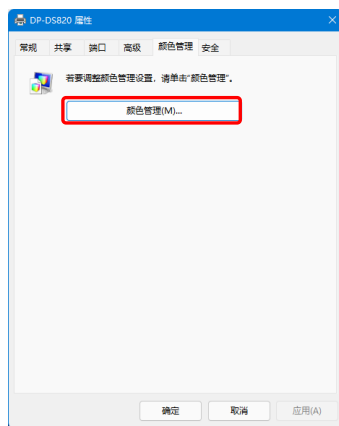 DP-DS820 属性
常规 共享 端口 高级 颜色管理 安全
若要调整颜色管理设置，请单击"颜色管理"。
颜色管理(M)...
确定 取消 应用(A)